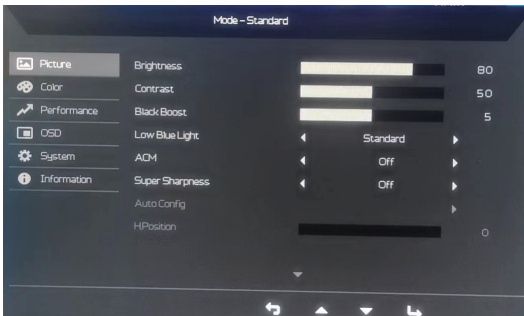 Mode - Standard
Picture
Brightness 80
Color
Contrast 50
Performance
Black Boost 5
OSD
Low Blue Light Standard
System
ACM Off
Information
Super Sharpness Off
Auto Config
H.Position 0